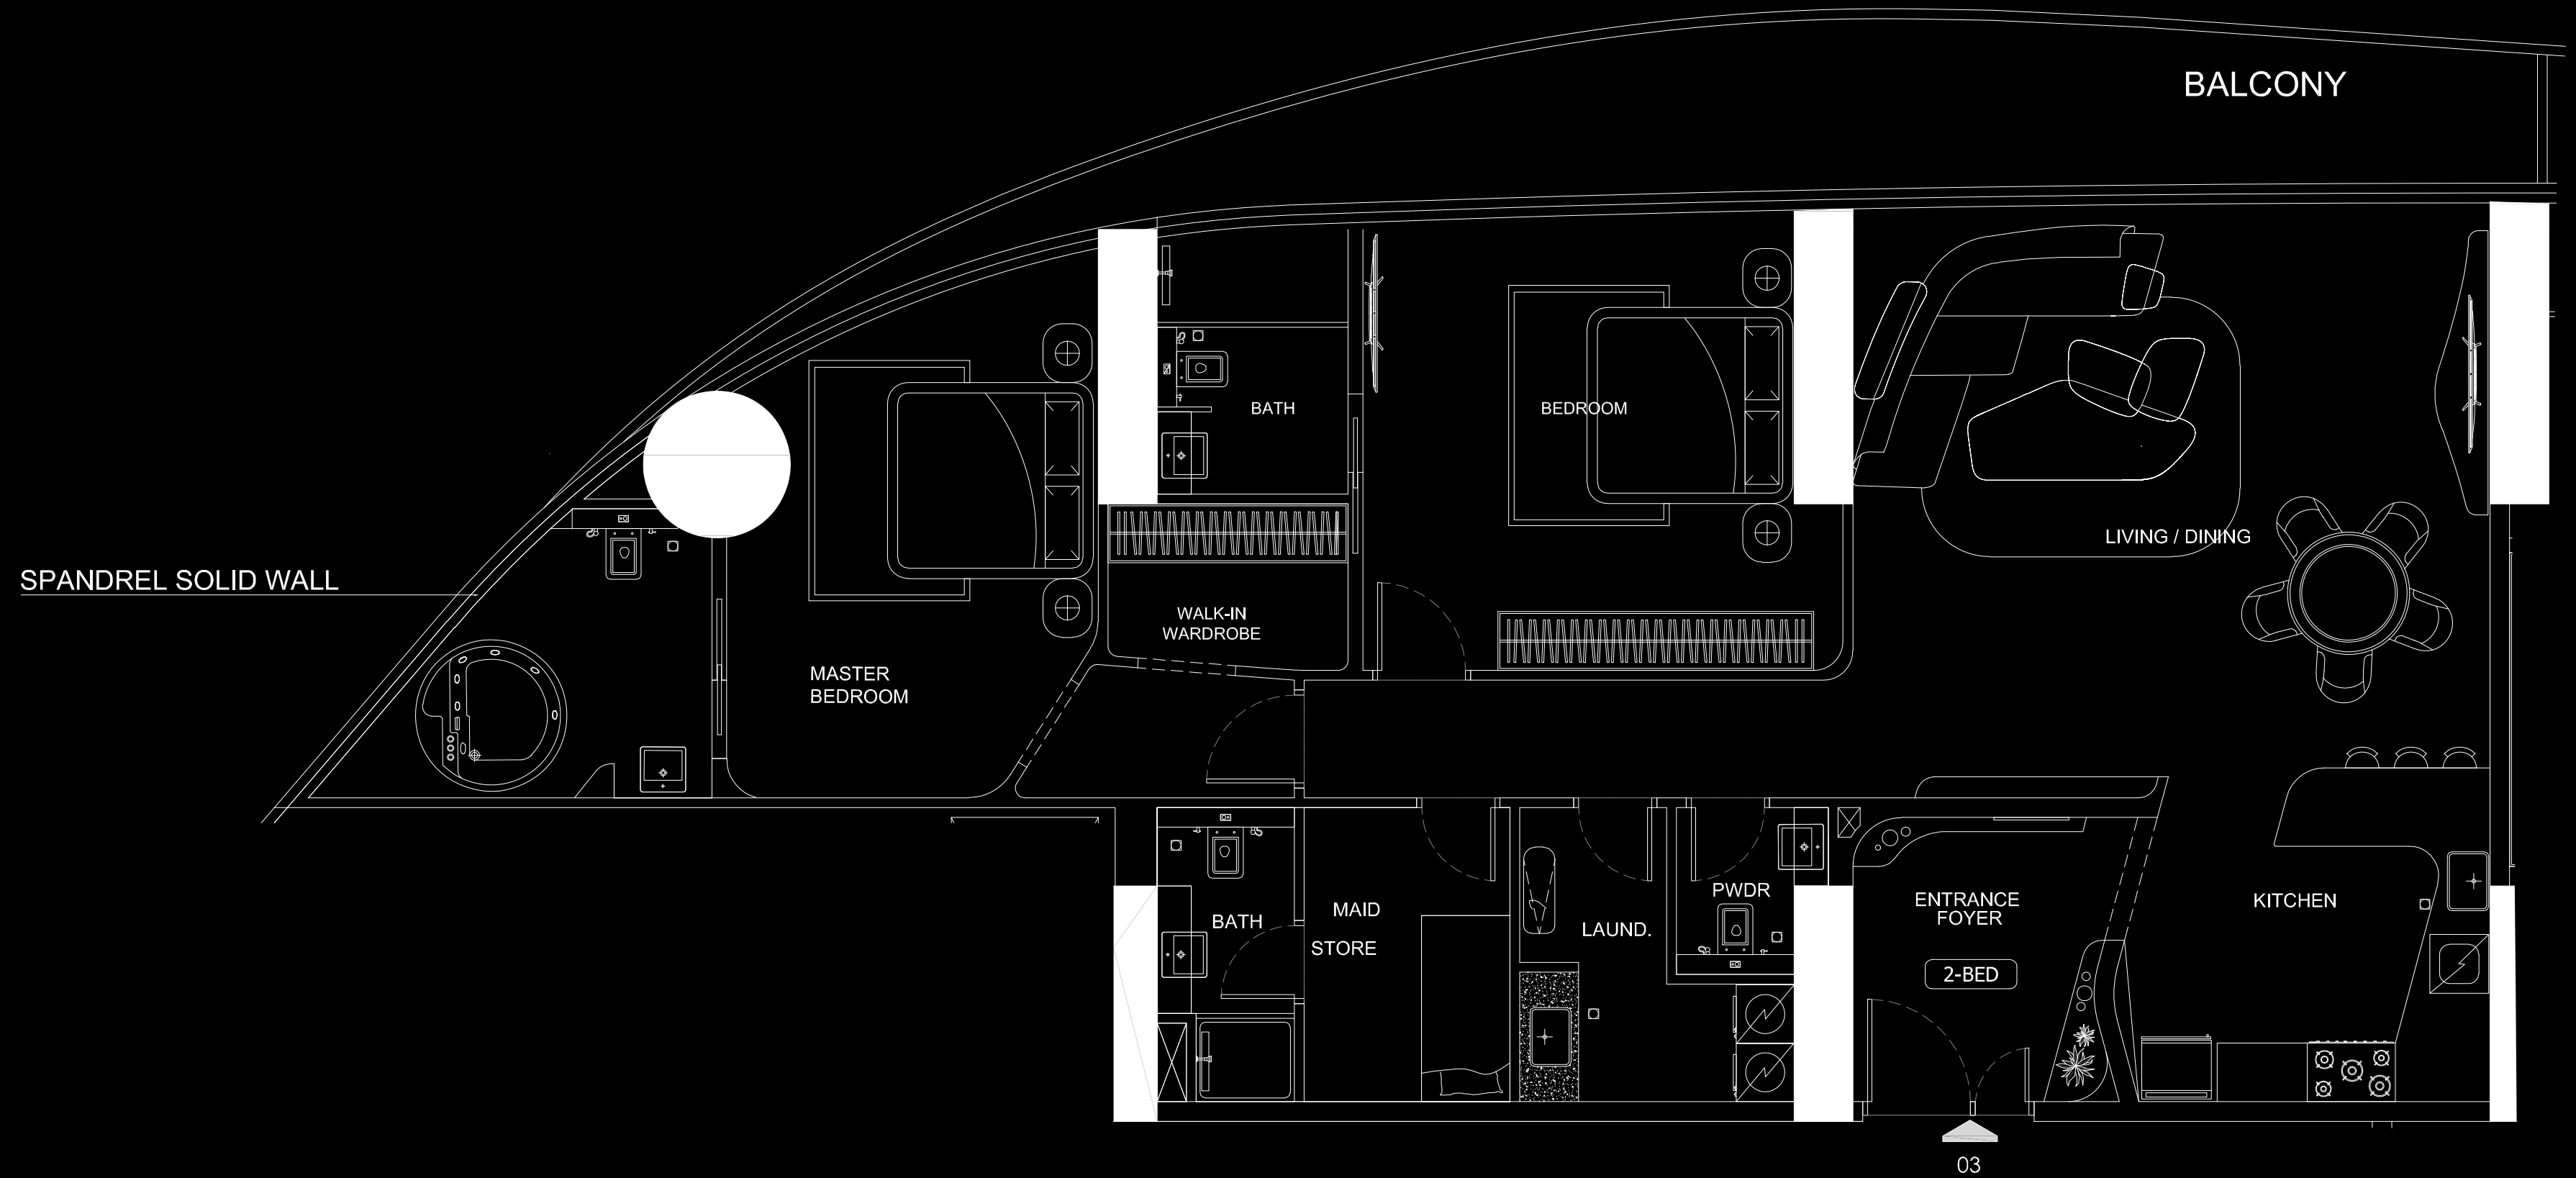 BALCONY
SPANDREL SOLID WALL
BATH
BEDROOM
LIVING / DINING
WALK-IN
WARDROBE
MASTER
BEDROOM
BATH
MAID
STORE
LAUND.
PWDR
ENTRANCE
FOYER
2-BED
KITCHEN
03